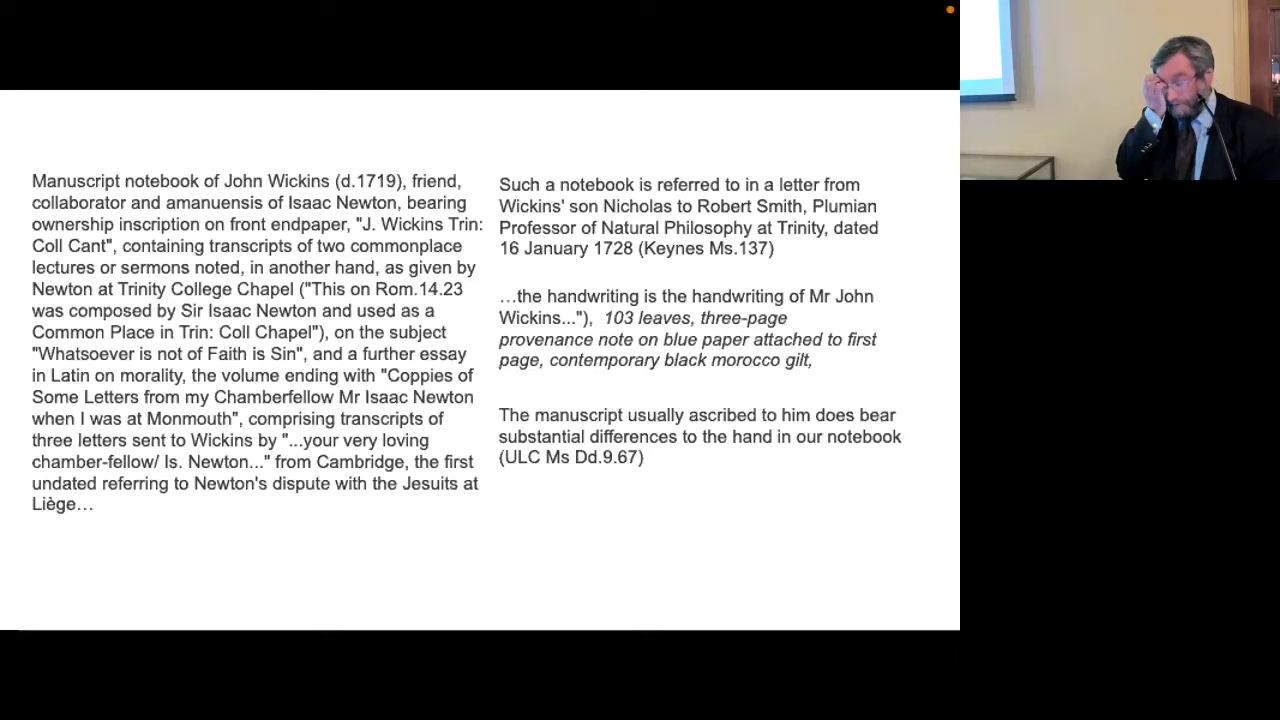 Manuscript notebook of John Wickins (d.1719), friend,
collaborator and amanuensis of Isaac Newton, bearing
ownership inscription on front endpaper, "J. Wickins Trin:
Coll Cant", containing transcripts of two commonplace
lectures or sermons noted, in another hand, as given by
Newton at Trinity College Chapel ("This on Rom.14.23
was composed by Sir Isaac Newton and used as a
Common Place in Trin: Coll Chapel"), on the subject
"Whatsoever is not of Faith is Sin", and a further essay
in Latin on morality, the volume ending with "Coppies of
Some Letters from my Chamberfellow Mr Isaac Newton
when I was at Monmouth", comprising transcripts of
three letters sent to Wickins by "...your very loving
chamber-fellow/ Is. Newton..." from Cambridge, the first
undated referring to Newton's dispute with the Jesuits at
Liège…
Such a notebook is referred to in a letter from
Wickins' son Nicholas to Robert Smith, Plumian
Professor of Natural Philosophy at Trinity, dated
16 January 1728 (Keynes Ms.137)
…the handwriting is the handwriting of Mr John
Wickins..."), 103 leaves, three-page
provenance note on blue paper attached to first
page, contemporary black morocco gilt,
The manuscript usually ascribed to him does bear
substantial differences to the hand in our notebook
(ULC Ms Dd.9.67)